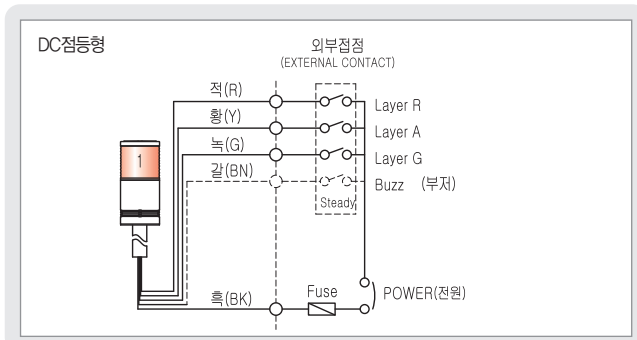 DC점등형
외부접점
(EXTERNAL CONTACT)
적(R)
Layer R
황(Y)
Layer A
녹(G)
Layer G
갈(BN)
Buzz (부저)
1
Steady
흑(BK)
Fuse
POWER(전원)